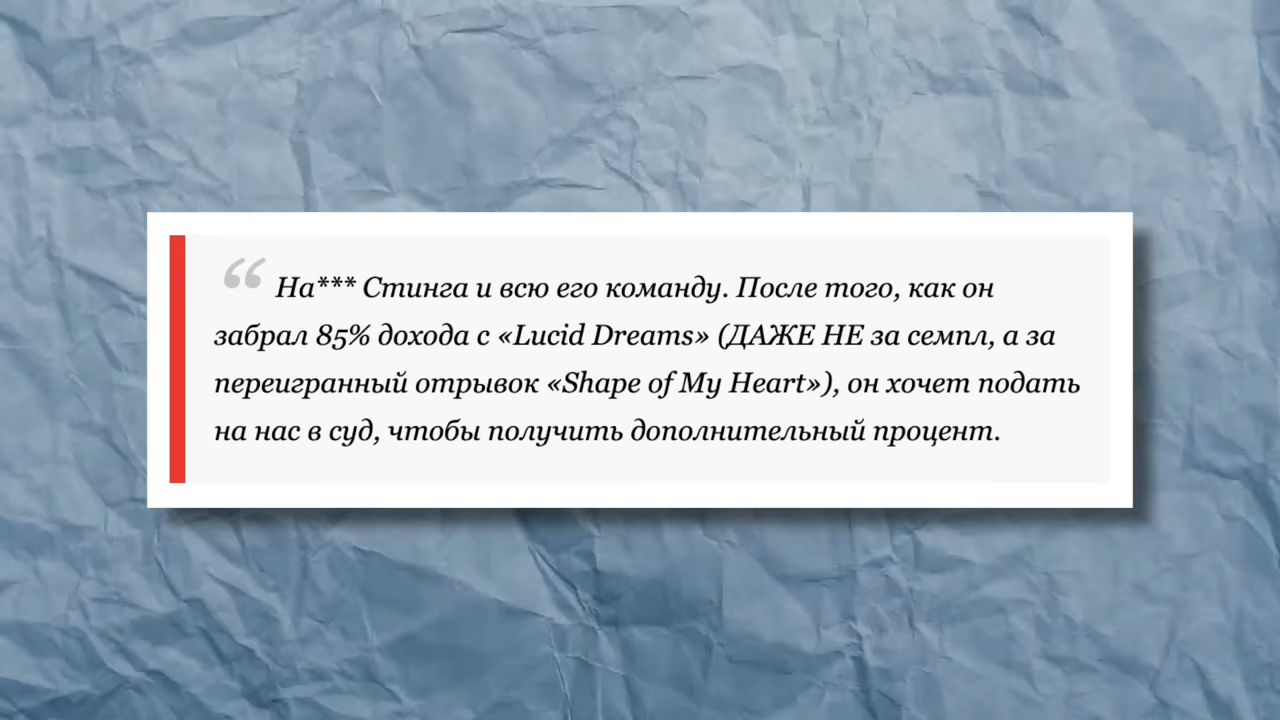 “ На*** Стинга и всю его команду. После того, как он
забрал 85% дохода с «Lucid Dreams» (ДАЖЕ НЕ за семпл, а за
переигранный отрывок «Shape of My Heart»), он хочет подать
на нас в суд, чтобы получить дополнительный процент.